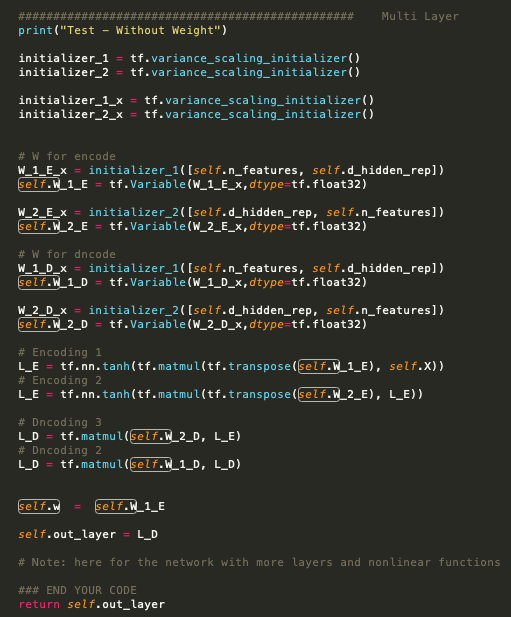 ################################################ Multi Layer
print("Test – Without Weight")
initializer_1 = tf.variance_scaling_initializer()
initializer_2 = tf.variance_scaling_initializer()
initializer_1_x = tf.variance_scaling_initializer()
initializer_2_x = tf.variance_scaling_initializer()
# W for encode
W_1_E_x = initializer_1([self.n_features, self.d_hidden_rep])
self.W_1_E = tf.Variable(W_1_E_x,dtype=tf.float32)
W_2_E_x = initializer_2([self.d_hidden_rep, self.n_features])
self.W_2_E = tf.Variable(W_2_E_x,dtype=tf.float32)
# W for dncode
W_1_D_x = initializer_1([self.n_features, self.d_hidden_rep])
self.W_1_D = tf.Variable(W_1_D_x,dtype=tf.float32)
W_2_D_x = initializer_2([self.d_hidden_rep, self.n_features])
self.W_2_D = tf.Variable(W_2_D_x,dtype=tf.float32)
# Encoding 1
L_E = tf.nn.tanh(tf.matmul(tf.transpose(self.W_1_E), self.X))
# Encoding 2
L_E = tf.nn.tanh(tf.matmul(tf.transpose(self.W_2_E), L_E))
# Dncoding 3
L_D = tf.matmul(self.W_2_D, L_E)
# Dncoding 2
L_D = tf.matmul(self.W_1_D, L_D)
self.w = self.W_1_E
self.out_layer = L_D
# Note: here for the network with more layers and nonlinear functions
### END YOUR CODE
return self.out_layer